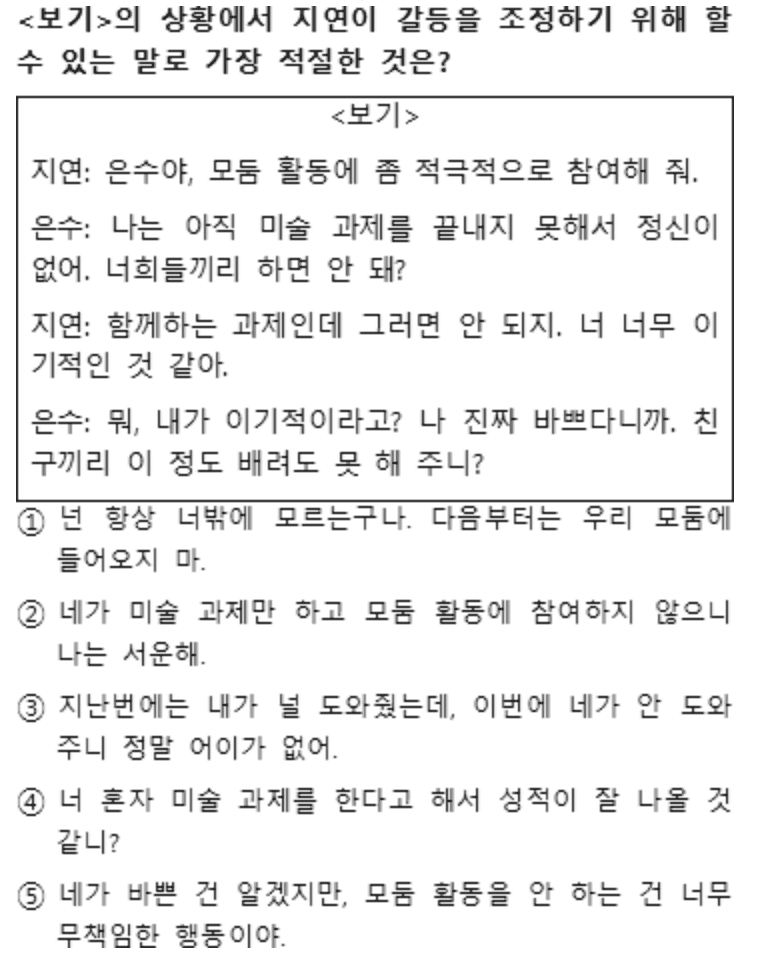 <보기>의 상황에서 지연이 갈등을 조정하기 위해 할
수 있는 말로 가장 적절한 것은?
<보기>
지연: 은수야, 모둠 활동에 좀 적극적으로 참여해 줘.
은수: 나는 아직 미술 과제를 끝내지 못해서 정신이
없어. 너희들끼리 하면 안 돼?
지연: 함께하는 과제인데 그러면 안 되지. 너 너무 이
기적인 것 같아.
은수: 뭐, 내가 이기적이라고? 나 진짜 바쁘다니까. 친
구끼리 이 정도 배려도 못 해 주니?
① 넌 항상 너밖에 모르는구나. 다음부터는 우리 모둠에
들어오지 마.
② 네가 미술 과제만 하고 모둠 활동에 참여하지 않으니
나는 서운해.
③ 지난번에는 내가 널 도와줬는데, 이번에 네가 안 도와
주니 정말 어이가 없어.
④ 너 혼자 미술 과제를 한다고 해서 성적이 잘 나올 것
같니?
⑤ 네가 바쁜 건 알겠지만, 모둠 활동을 안 하는 건 너무
무책임한 행동이야.